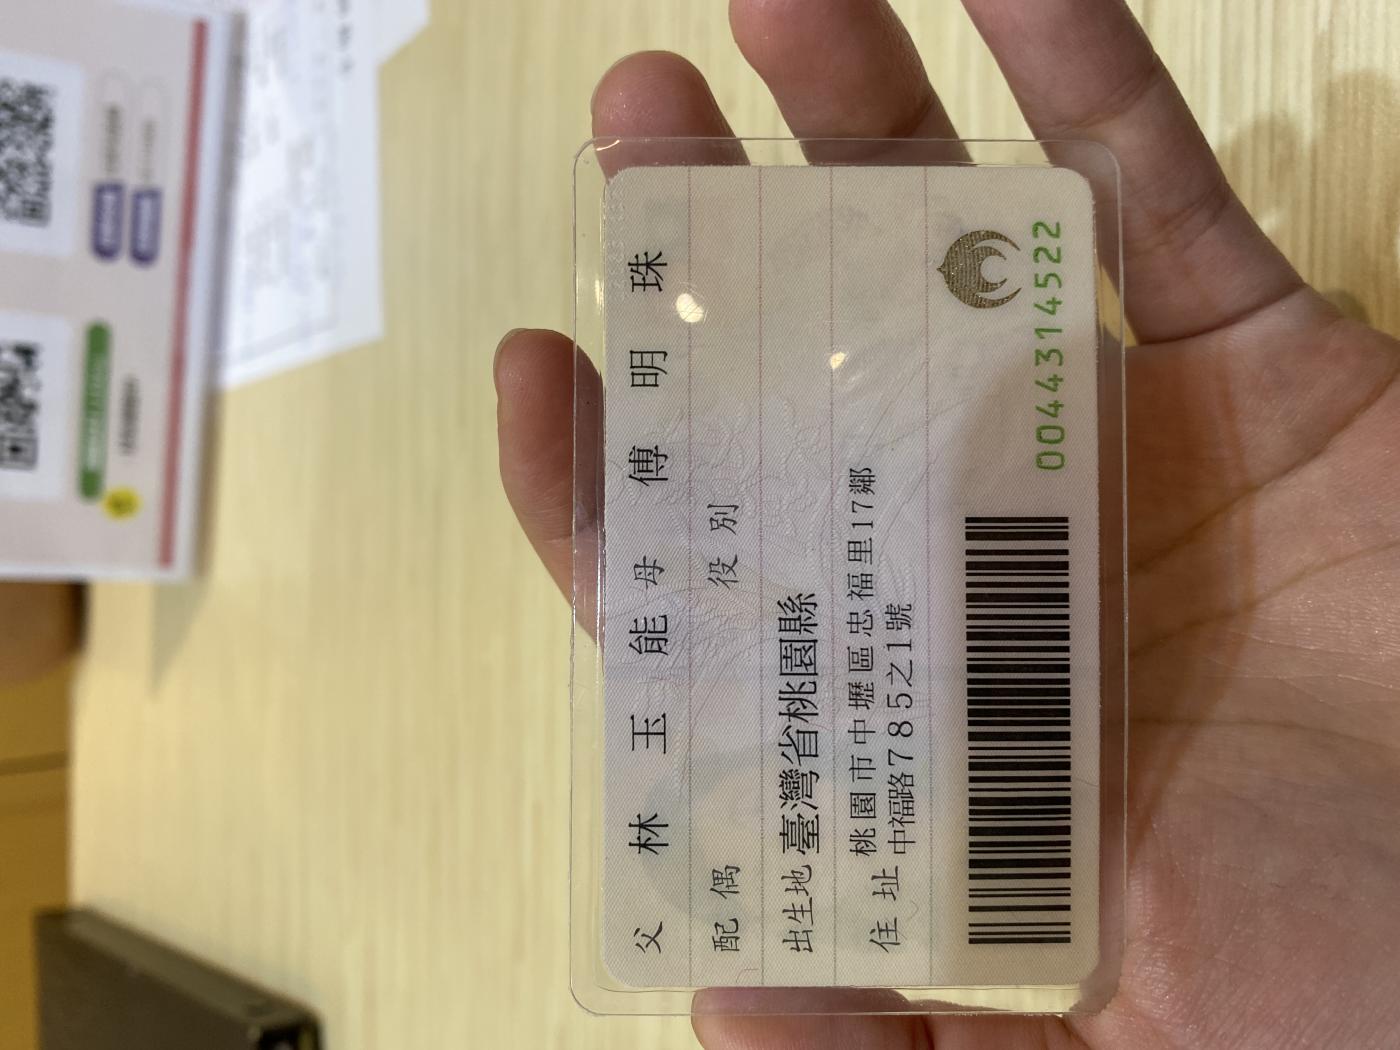 父 林玉能 母 傅明珠
配偶 役別
出生地 臺灣省桃園縣
住址 桃園市中壢區忠福里17鄰
中福路785之1號
0044314522